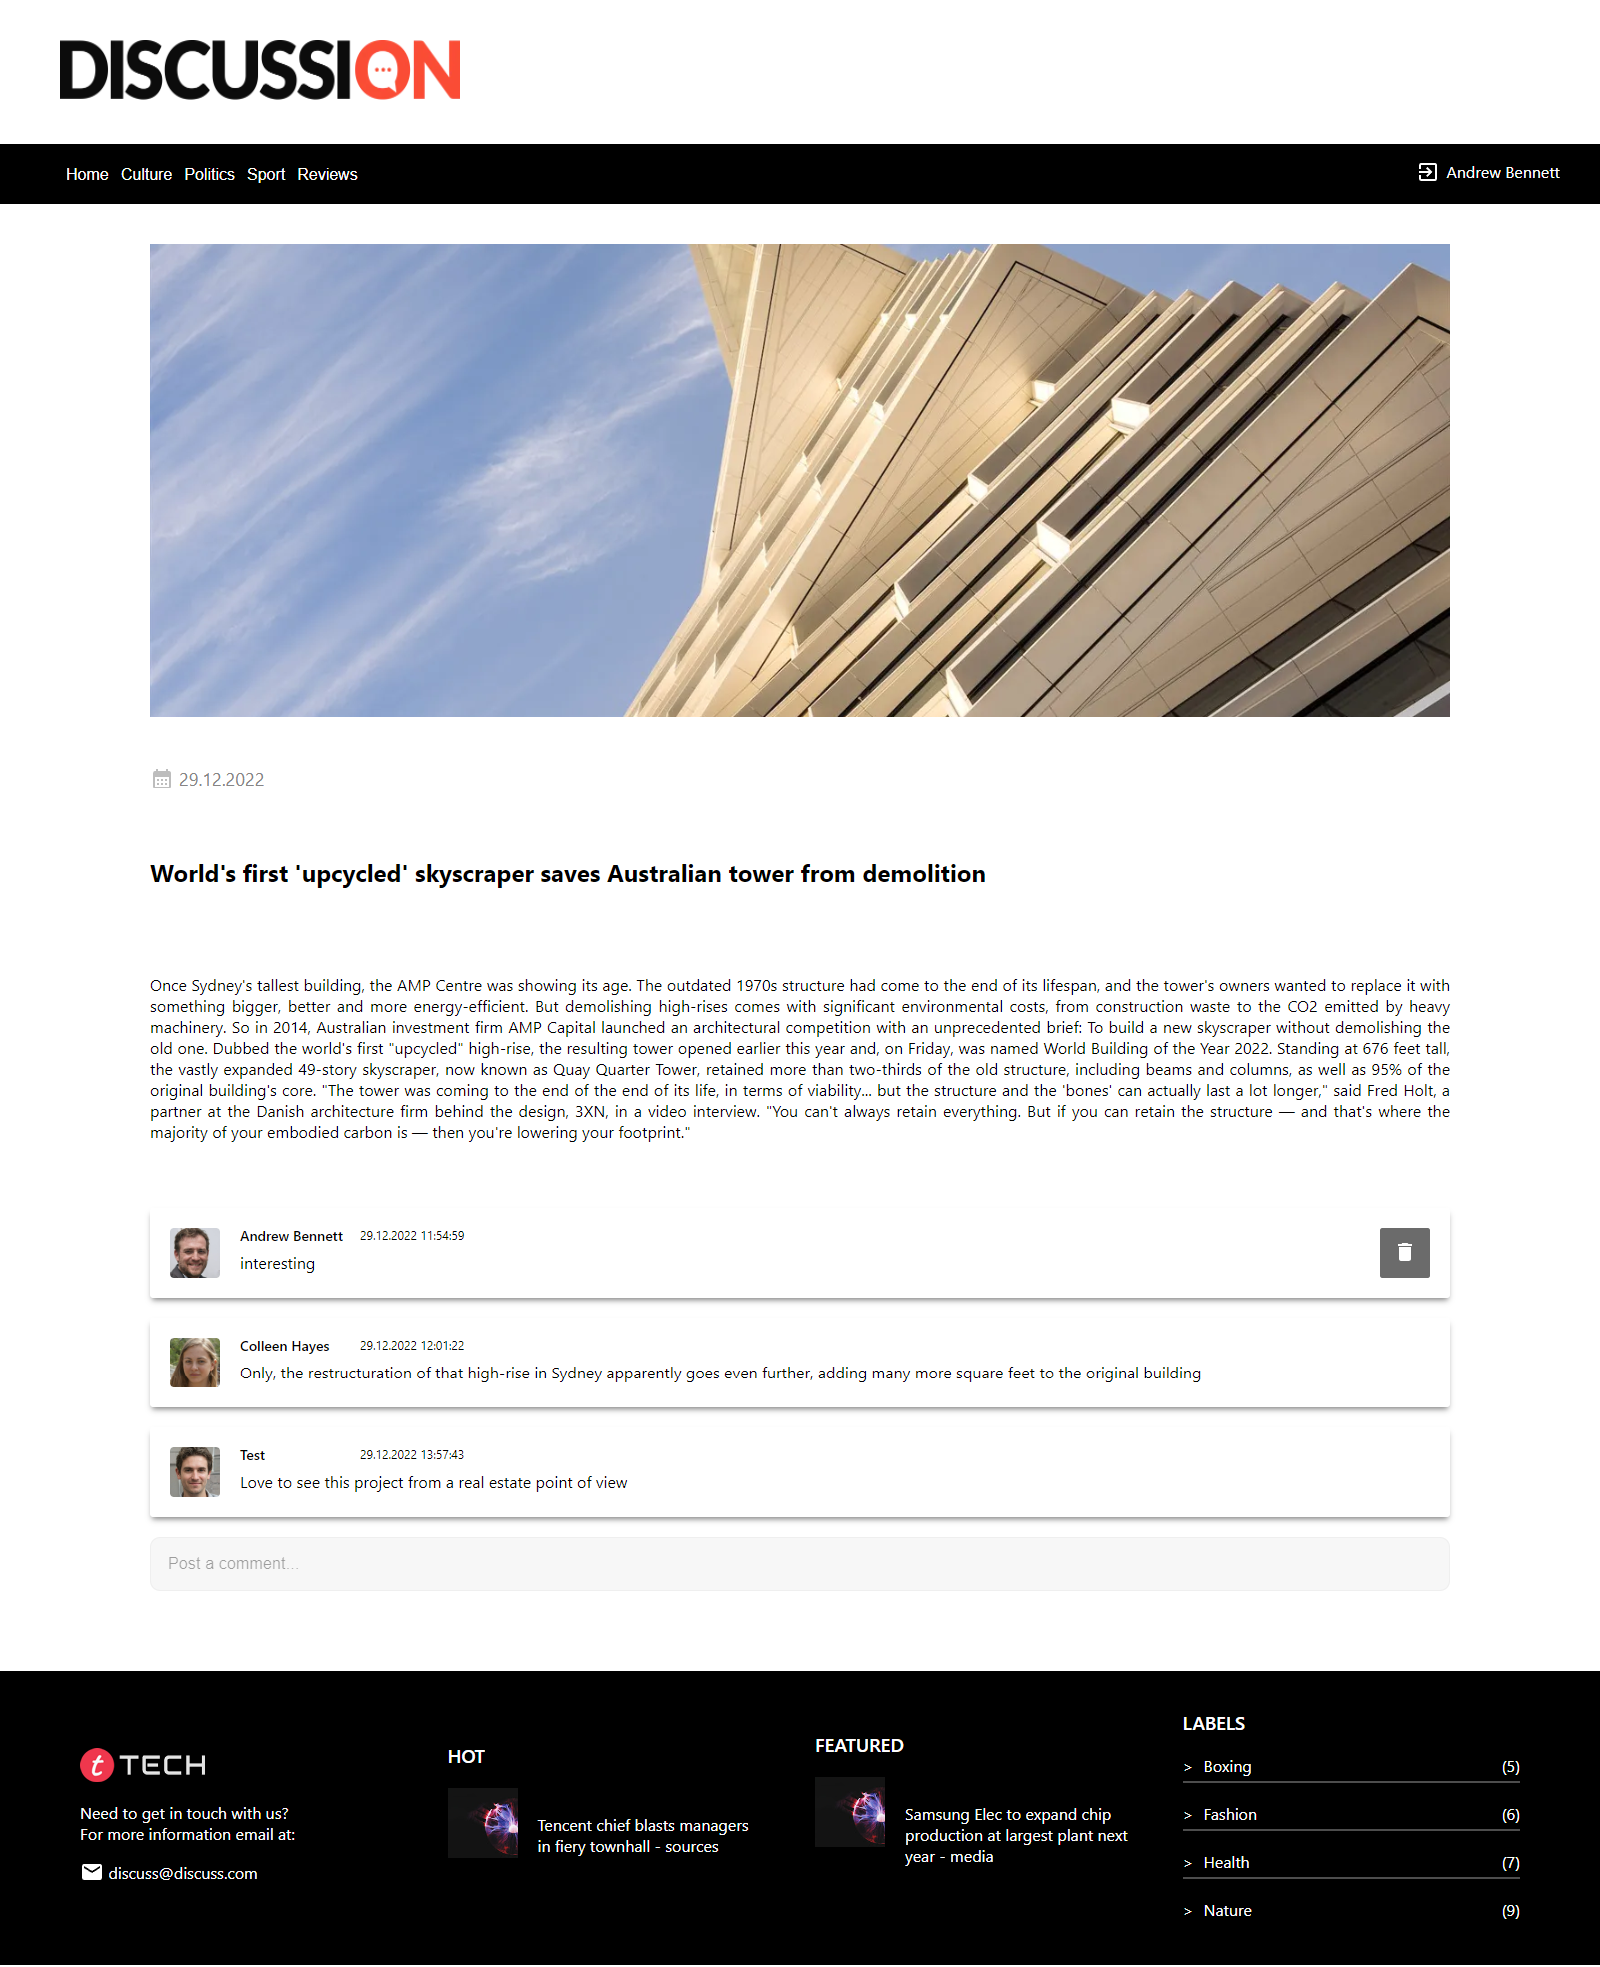 DISCUSSION
Home Culture Politics Sport Reviews
Andrew Bennett
29.12.2022
World's first 'upcycled' skyscraper saves Australian tower from demolition
Once Sydney's tallest building, the AMP Centre was showing its age. The outdated 1970s structure had come to the end of its lifespan, and the tower's owners wanted to replace it with
something bigger, better and more energy-efficient. But demolishing high-rises comes with significant environmental costs, from construction waste to the CO2 emitted by heavy
machinery. So in 2014, Australian investment firm AMP Capital launched an architectural competition with an unprecedented brief: To build a new skyscraper without demolishing the
old one. Dubbed the world's first "upcycled" high-rise, the resulting tower opened earlier this year and, on Friday, was named World Building of the Year 2022. Standing at 676 feet tall,
the vastly expanded 49-story skyscraper, now known as Quay Quarter Tower, retained more than two-thirds of the old structure, including beams and columns, as well as 95% of the
original building's core. "The tower was coming to the end of the end of its life, in terms of viability... but the structure and the 'bones' can actually last a lot longer," said Fred Holt, a
partner at the Danish architecture firm behind the design, 3XN, in a video interview. "You can't always retain everything. But if you can retain the structure — and that's where the
majority of your embodied carbon is — then you're lowering your footprint."
Andrew Bennett 29.12.2022 11:54:59
interesting
Colleen Hayes 29.12.2022 12:01:22
Only, the restructuration of that high-rise in Sydney apparently goes even further, adding many more square feet to the original building
Test 29.12.2022 13:57:43
Love to see this project from a real estate point of view
Post a comment...
t TECH
Need to get in touch with us?
For more information email at:
discuss@discuss.com
HOT
Tencent chief blasts managers
in fiery townhall - sources
FEATURED
Samsung Elec to expand chip
production at largest plant next
year - media
LABELS
> Boxing (5)
> Fashion (6)
> Health (7)
> Nature (9)